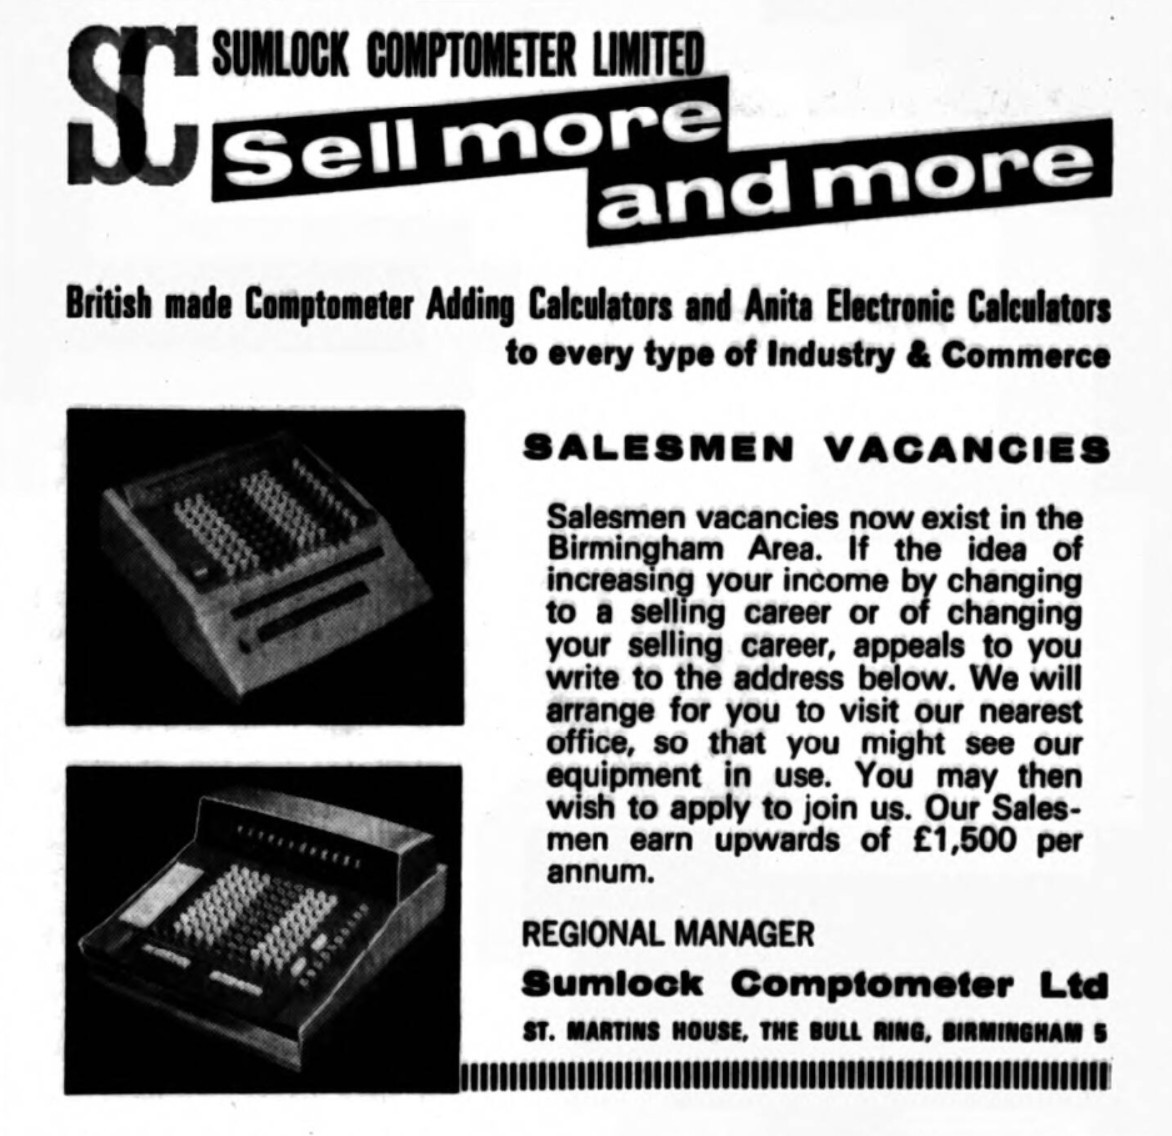 SC
SUMLOCK COMPTOMETER LIMITED
Sell more
and more
British made Comptometer Adding Calculators and Anita Electronic Calculators
to every type of Industry & Commerce
SALESMEN VACANCIES
Salesmen vacancies now exist in the
Birmingham Area. If the idea of
increasing your income by changing
to a selling career or of changing
your selling career, appeals to you
write to the address below. We will
arrange for you to visit our nearest
office, so that you might see our
equipment in use. You may then
wish to apply to join us. Our Sales-
men earn upwards of £1,500 per
annum.
REGIONAL MANAGER
Sumlock Comptometer Ltd
ST. MARTINS HOUSE, THE BULL RING, BIRMINGHAM 5